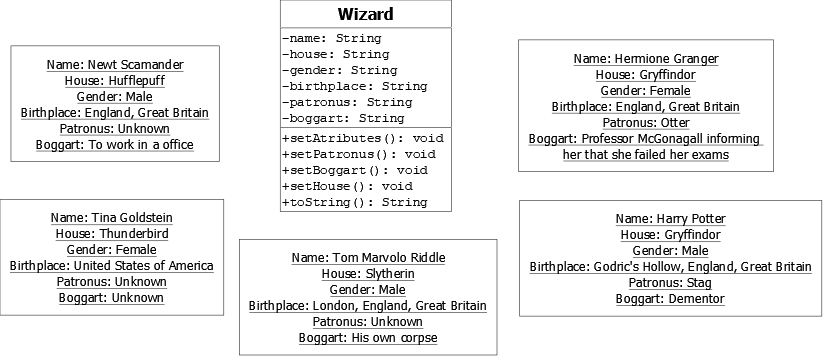 Wizard
-name: String
-house: String
-gender: String
-birthplace: String
-patronus: String
-boggart: String
+setAtributes(): void
+setPatronus(): void
+setBoggart(): void
+setHouse(): void
+toString(): String
Name: Newt Scamander
House: Hufflepuff
Gender: Male
Birthplace: England, Great Britain
Patronus: Unknown
Boggart: To work in a office
Name: Hermione Granger
House: Gryffindor
Gender: Female
Birthplace: England, Great Britain
Patronus: Otter
Boggart: Professor McGonagall informing
her that she failed her exams
Name: Tina Goldstein
House: Thunderbird
Gender: Female
Birthplace: United States of America
Patronus: Unknown
Boggart: Unknown
Name: Tom Marvolo Riddle
House: Slytherin
Gender: Male
Birthplace: London, England, Great Britain
Patronus: Unknown
Boggart: His own corpse
Name: Harry Potter
House: Gryffindor
Gender: Male
Birthplace: Godric's Hollow, England, Great Britain
Patronus: Stag
Boggart: Dementor